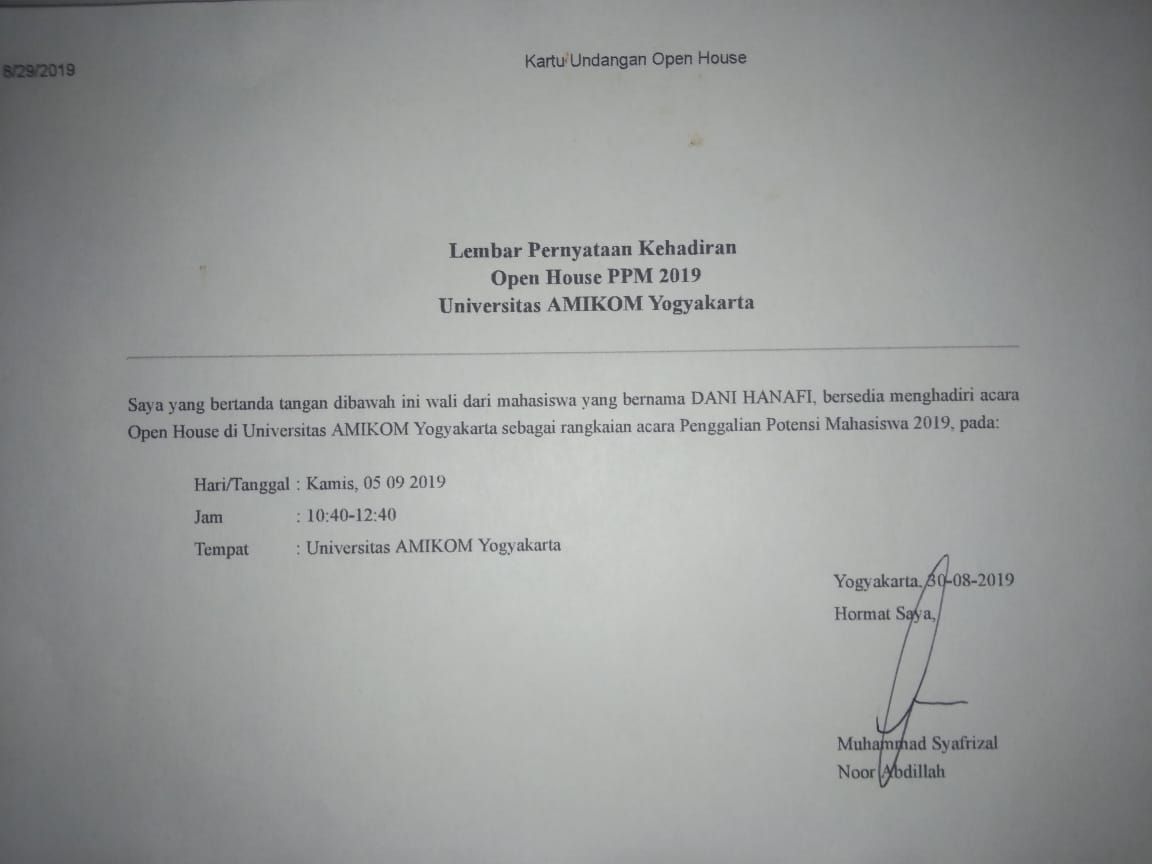 8/29/2019
Kartu Undangan Open House
Lembar Pernyataan Kehadiran
Open House PPM 2019
Universitas AMIKOM Yogyakarta
Saya yang bertanda tangan dibawah ini wali dari mahasiswa yang bernama DANI HANAFI, bersedia menghadiri acara
Open House di Universitas AMIKOM Yogyakarta sebagai rangkaian acara Penggalian Potensi Mahasiswa 2019, pada:
Hari/Tanggal : Kamis, 05 09 2019
Jam : 10:40-12:40
Tempat : Universitas AMIKOM Yogyakarta
Yogyakarta, 30-08-2019
Hormat Saya,
Muhammad Syafrizal
Noor Abdillah